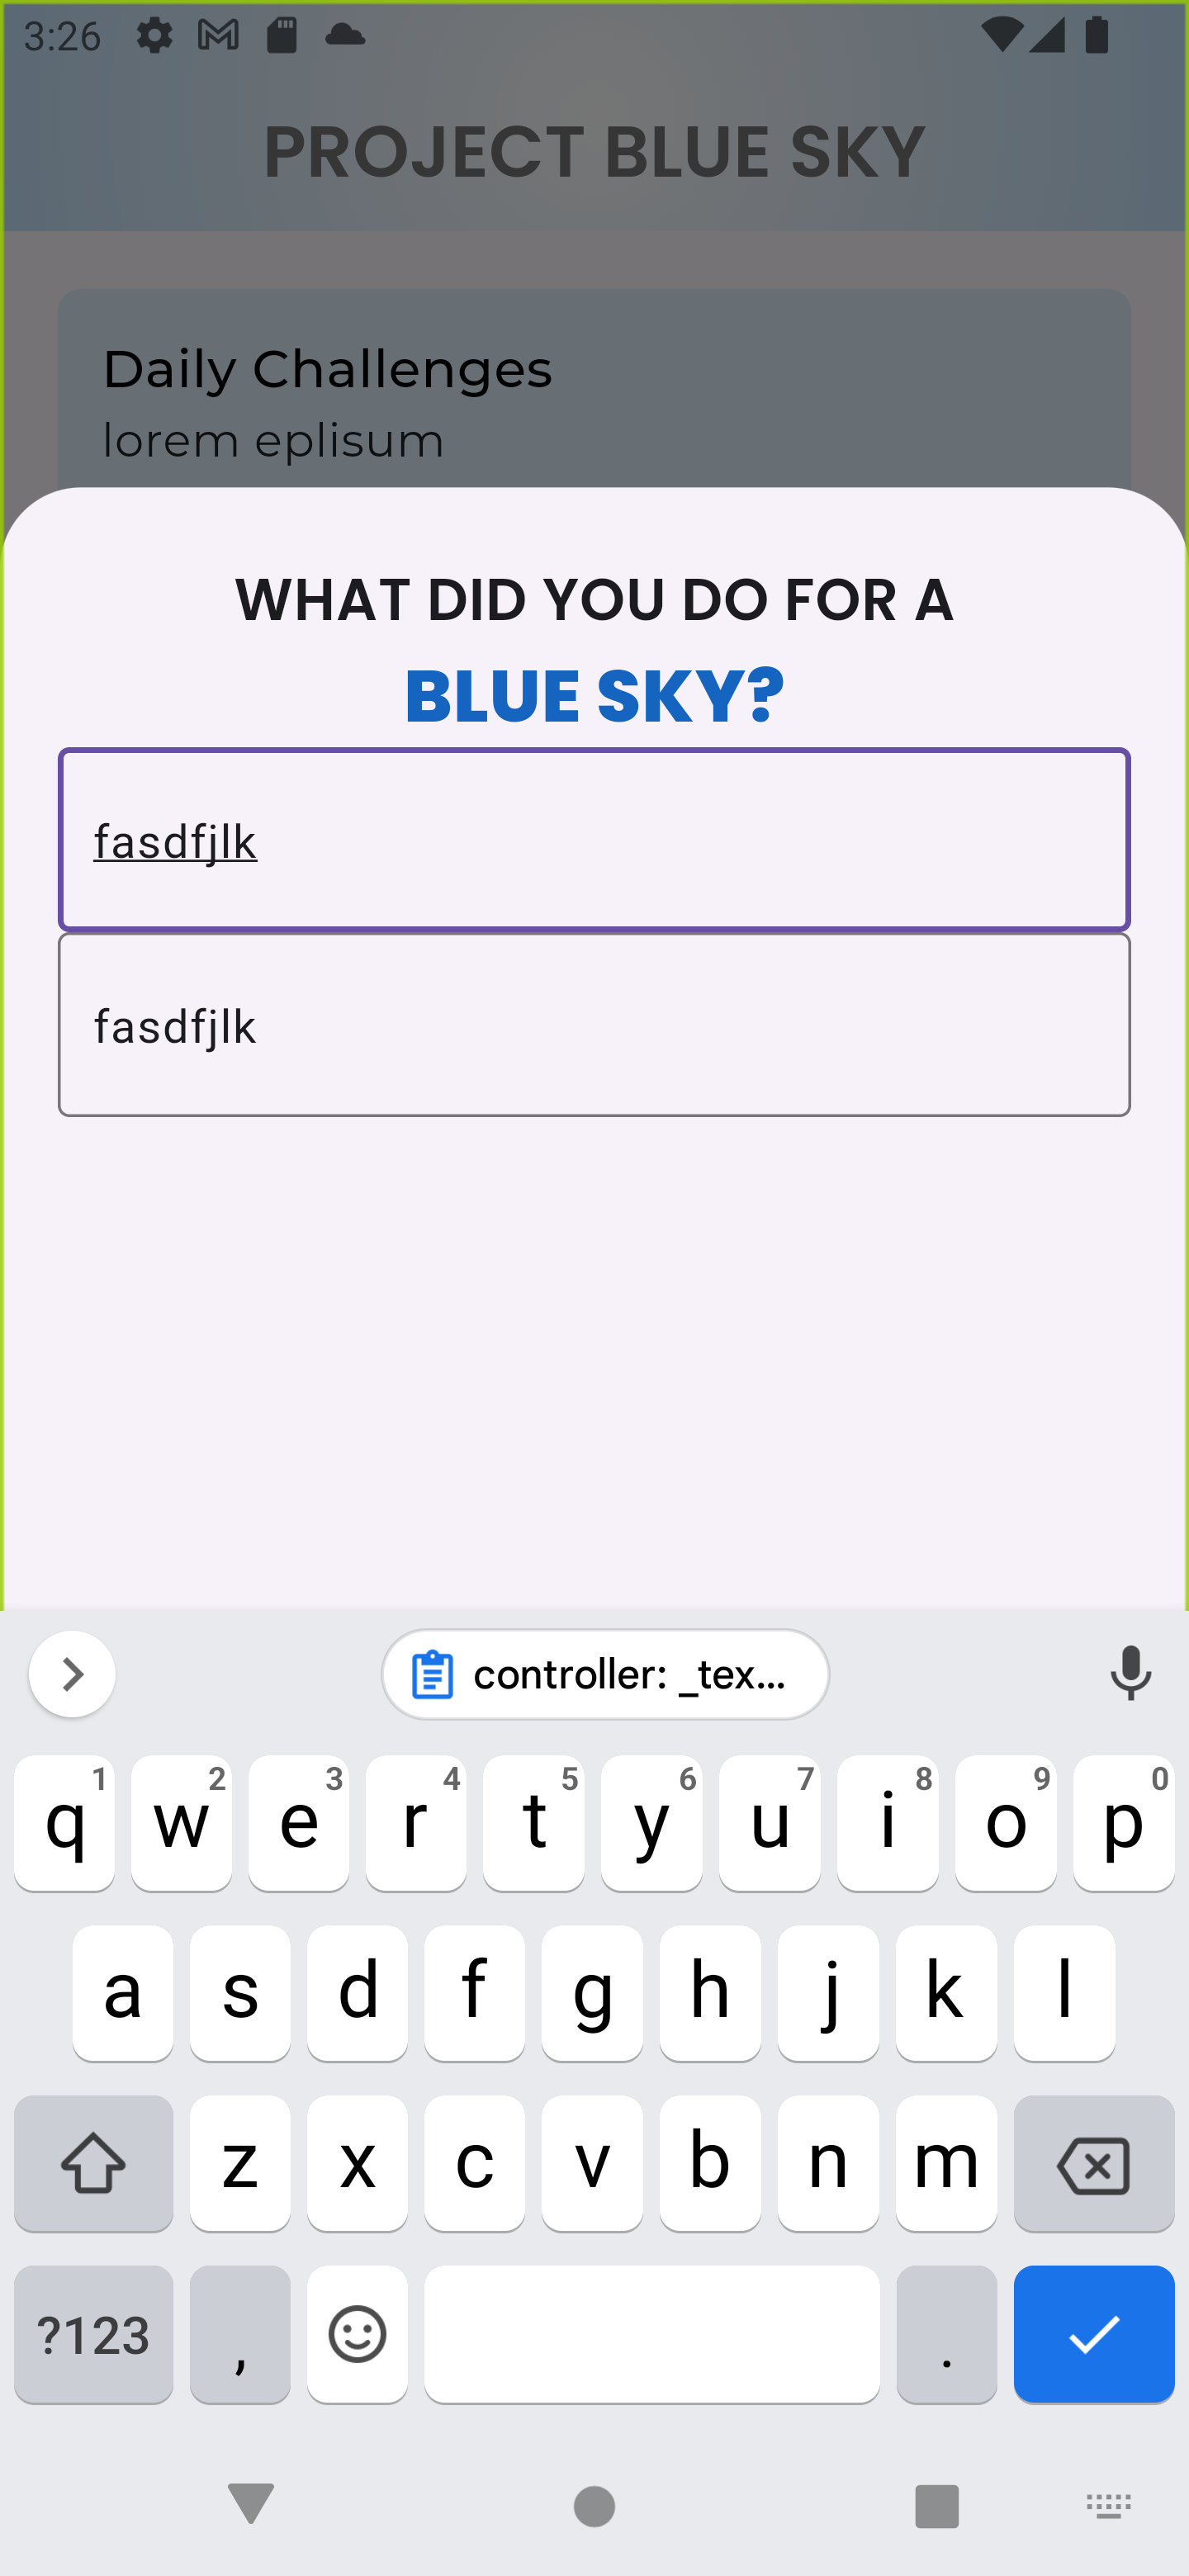 3:26
PROJECT BLUE SKY
Daily Challenges
lorem eplisum
WHAT DID YOU DO FOR A
BLUE SKY?
fasdfjlk
fasdfjlk
controller: _tex...
q 1 w 2 e 3 r 4 t 5 y 6 u 7 i 8 o 9 p 0
a s d f g h j k l
z x c v b n m
?123 , .